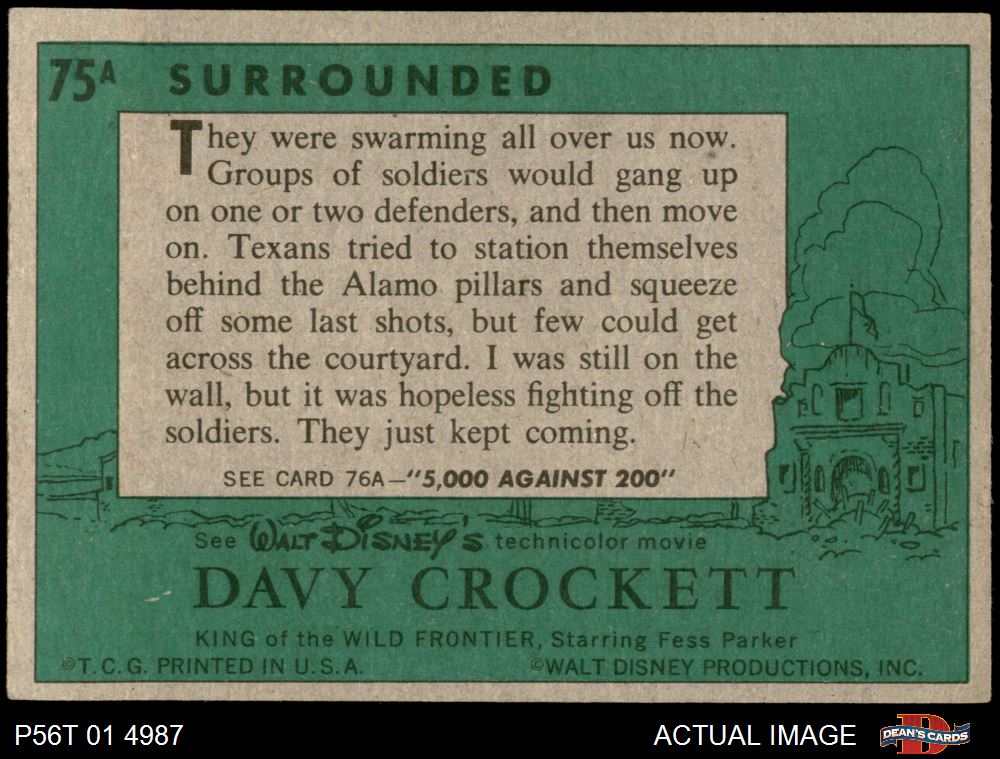 75A SURROUNDED
They were swarming all over us now.
Groups of soldiers would gang up
on one or two defenders, and then move
on. Texans tried to station themselves
behind the Alamo pillars and squeeze
off some last shots, but few could get
across the courtyard. I was still on the
wall, but it was hopeless fighting off the
soldiers. They just kept coming.
SEE CARD 76A—"5,000 AGAINST 200"
See WALT DISNEY'S technicolor movie
DAVY CROCKETT
KING of the WILD FRONTIER, Starring Fess Parker
©T.C.G. PRINTED IN U.S.A. ©WALT DISNEY PRODUCTIONS, INC.
P56T 01 4987 ACTUAL IMAGE D DEAN'S CARDS